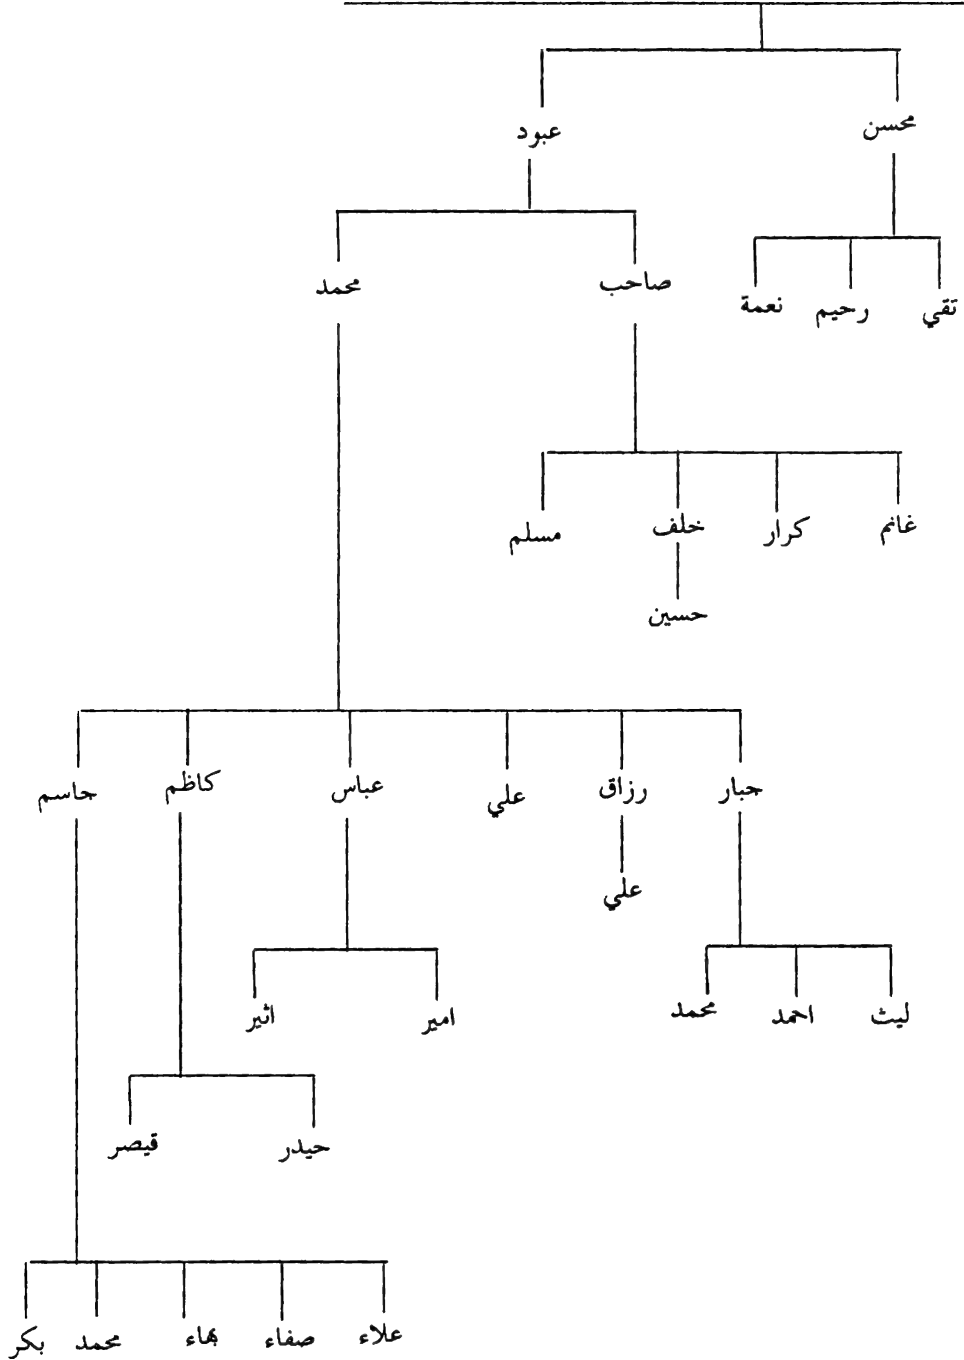 محسن عبود
تقي رحيم نعمة
صاحب محمد
غانم كرار خلف مسلم
حسين
جبار رزاق علي عباس كاظم جاسم
علي
ليث احمد محمد
امير اثير
حيدر قيصر
علاء صفاء بهاء محمد بكر